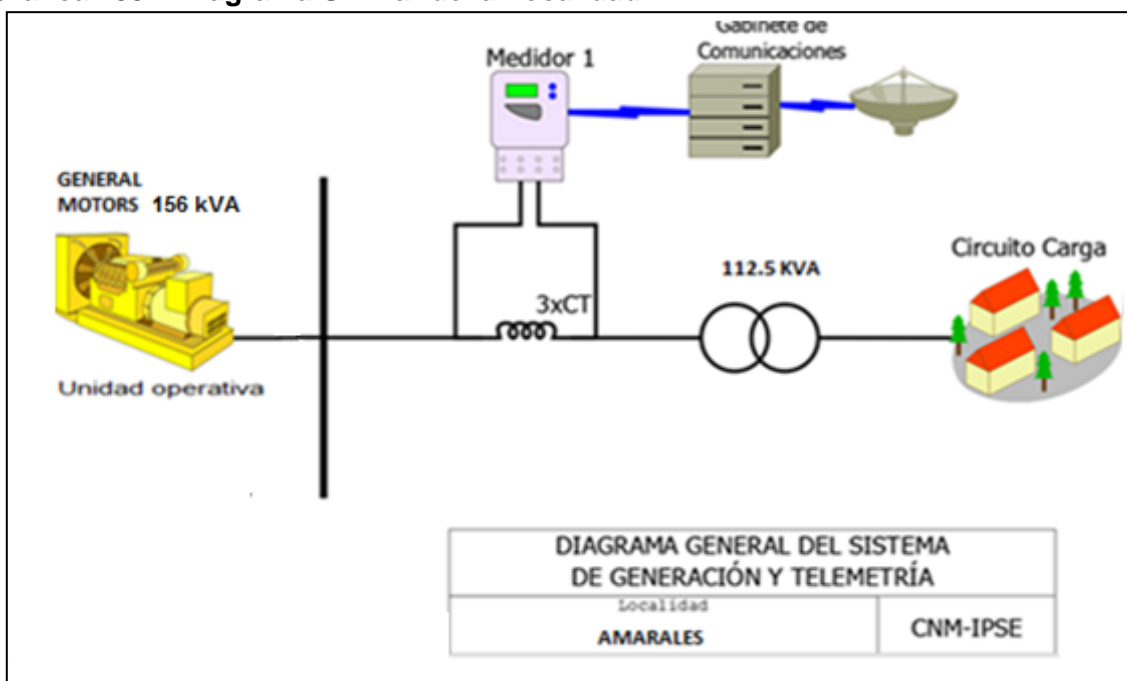 Gabinete de
Comunicaciones
Medidor 1
GENERAL
MOTORS 156 kVA
Unidad operativa
3xCT
112.5 KVA
Circuito Carga
DIAGRAMA GENERAL DEL SISTEMA
DE GENERACIÓN Y TELEMETRÍA
Localidad
AMARALES
CNM-IPSE